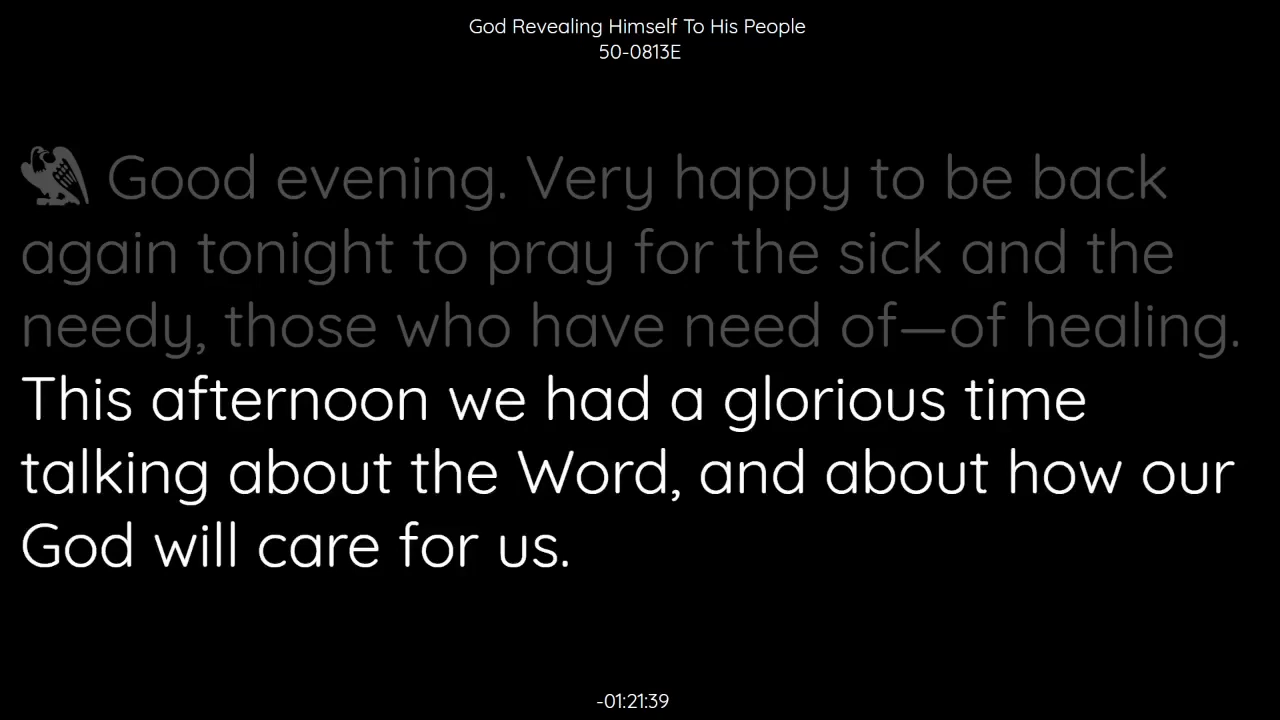 God Revealing Himself To His People
50-0813E
Good evening. Very happy to be back
again tonight to pray for the sick and the
needy, those who have need of—of healing.
This afternoon we had a glorious time
talking about the Word, and about how our
God will care for us.
-01:21:39